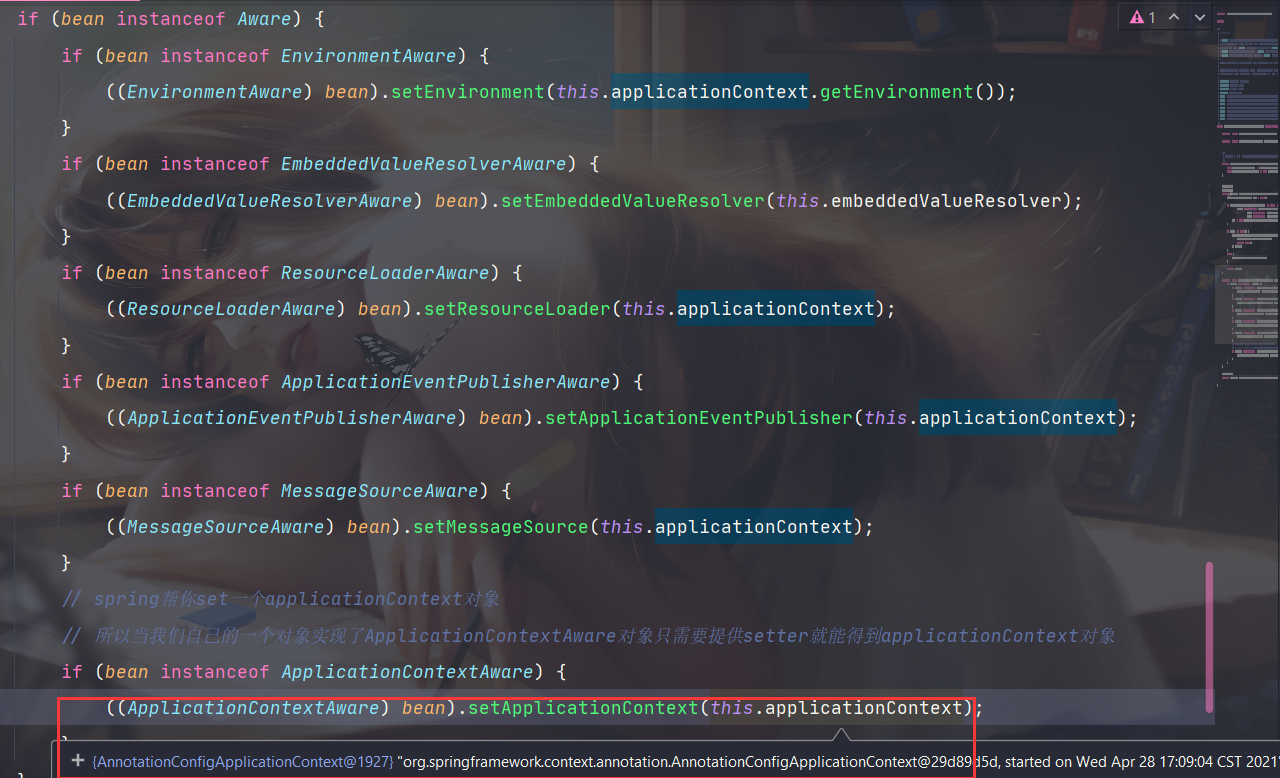 if (bean instanceof Aware) {
if (bean instanceof EnvironmentAware) {
((EnvironmentAware) bean).setEnvironment(this.applicationContext.getEnvironment());
}
if (bean instanceof EmbeddedValueResolverAware) {
((EmbeddedValueResolverAware) bean).setEmbeddedValueResolver(this.embeddedValueResolver);
}
if (bean instanceof ResourceLoaderAware) {
((ResourceLoaderAware) bean).setResourceLoader(this.applicationContext);
}
if (bean instanceof ApplicationEventPublisherAware) {
((ApplicationEventPublisherAware) bean).setApplicationEventPublisher(this.applicationContext);
}
if (bean instanceof MessageSourceAware) {
((MessageSourceAware) bean).setMessageSource(this.applicationContext);
}
// spring帮你set一个applicationContext对象
// 所以当我们自己的一个对象实现了ApplicationContextAware对象只需要提供setter就能得到applicationContext对象
if (bean instanceof ApplicationContextAware) {
((ApplicationContextAware) bean).setApplicationContext(this.applicationContext);
+ {AnnotationConfigApplicationContext@1927} "org.springframework.context.annotation.AnnotationConfigApplicationContext@29d89d5d, started on Wed Apr 28 17:09:04 CST 2021
1